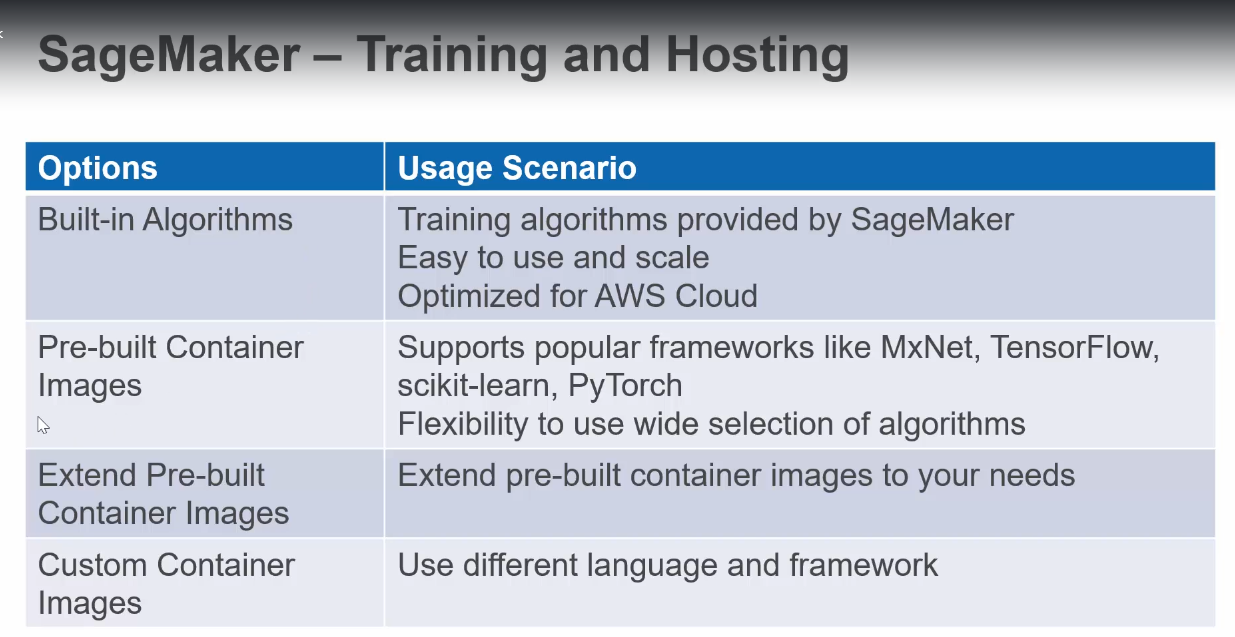 SageMaker – Training and Hosting
Options
Usage Scenario
Built-in Algorithms
Training algorithms provided by SageMaker
Easy to use and scale
Optimized for AWS Cloud
Pre-built Container
Images
Supports popular frameworks like MxNet, TensorFlow,
scikit-learn, PyTorch
Flexibility to use wide selection of algorithms
Extend Pre-built
Container Images
Extend pre-built container images to your needs
Custom Container
Images
Use different language and framework